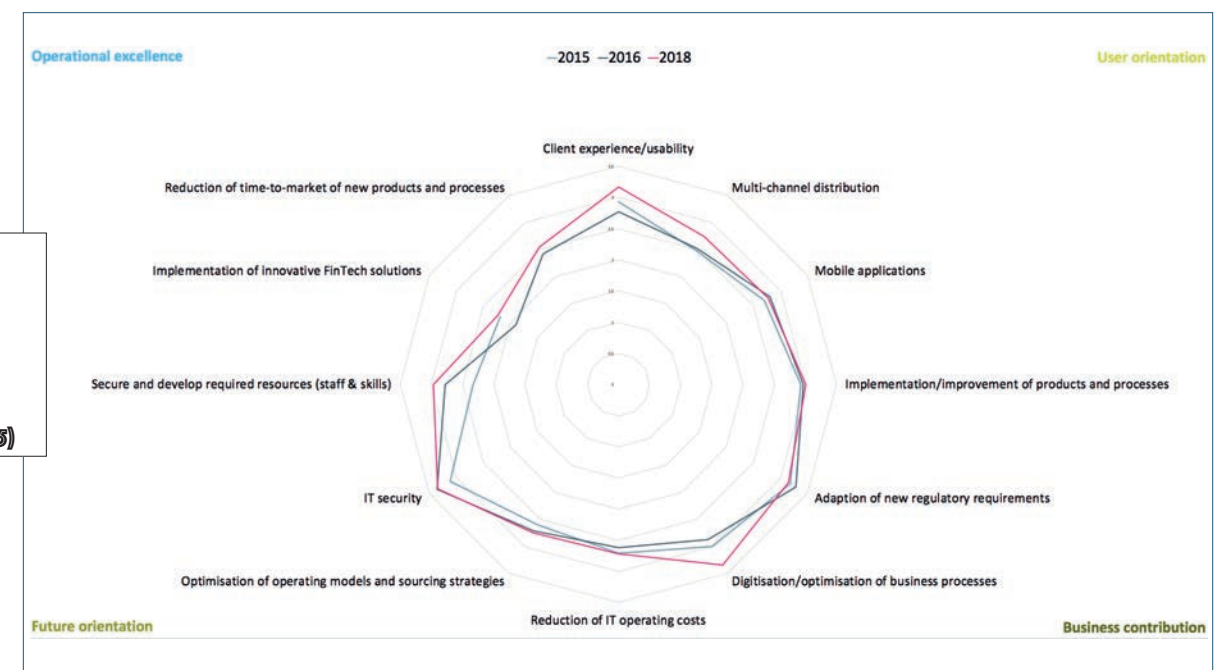 Operational excellence
2015 2016 2018
User orientation
Client experience/usability
Reduction of time-to-market of new products and processes
Multi-channel distribution
Implementation of innovative FinTech solutions
Mobile applications
Secure and develop required resources (staff & skills)
Implementation/improvement of products and processes
IT security
Adaption of new regulatory requirements
Optimisation of operating models and sourcing strategies
Digitisation/optimisation of business processes
Reduction of IT operating costs
Future orientation
Business contribution